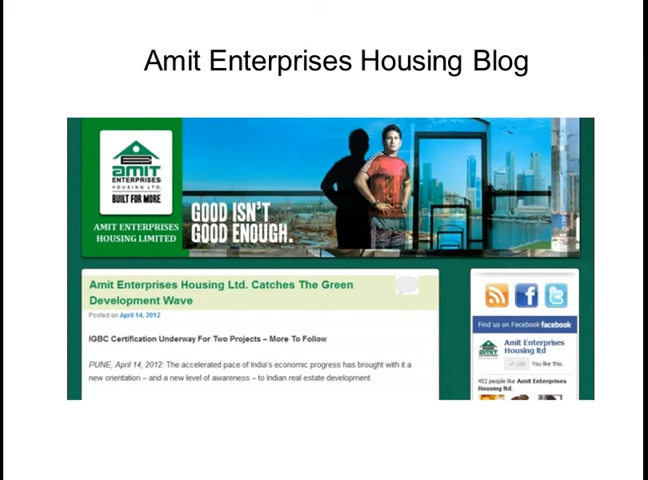 Amit Enterprises Housing Blog
amit
ENTERPRISES
HOUSING LTD.
BUILT FOR MORE
AMIT ENTERPRISES
HOUSING LIMITED
GOOD ISN'T
GOOD ENOUGH.
Amit Enterprises Housing Ltd. Catches The Green
Development Wave
Posted on April 14, 2012
IGBC Certification Underway For Two Projects – More To Follow
PUNE, April 14, 2012: The accelerated pace of India's economic progress has brought with it a
new orientation – and a new level of awareness – to Indian real estate development.
Find us on Facebook facebook
Amit Enterprises
Housing ltd
Like You like this.
452 people like Amit Enterprises
Housing ltd.